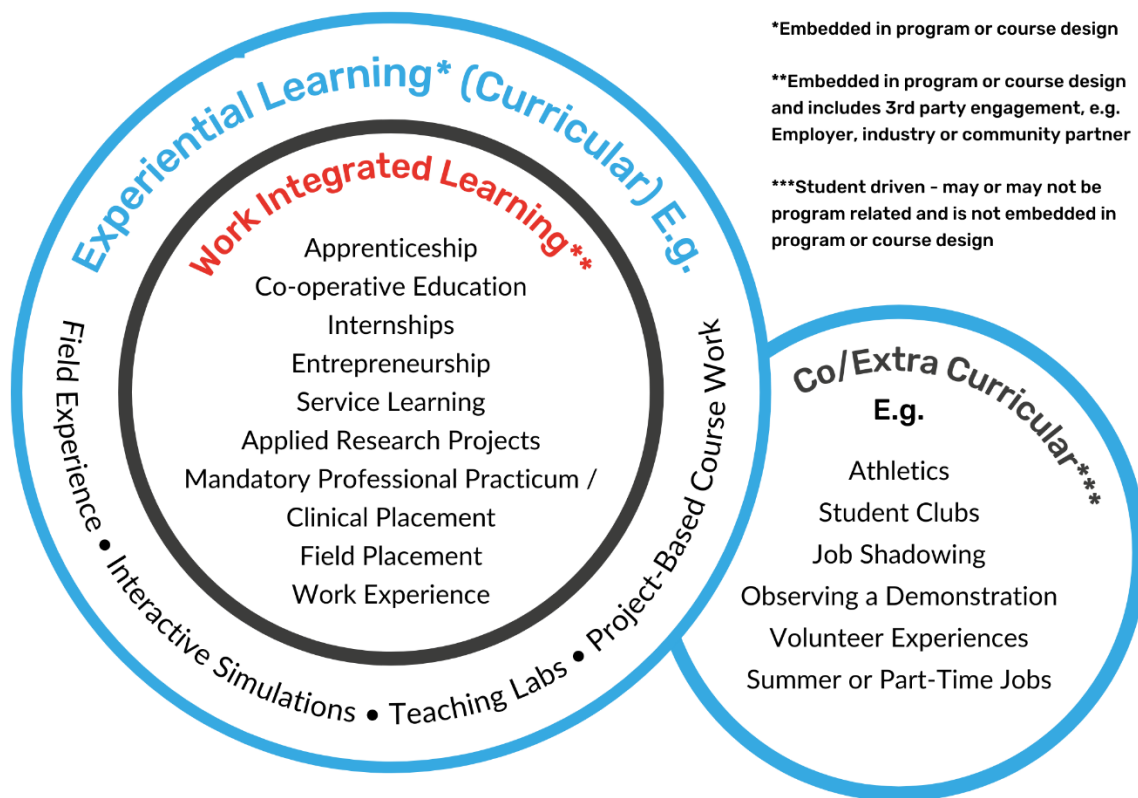 Experiential Learning* (Curricular) E.g.
Work Integrated Learning**
Apprenticeship
Co-operative Education
Internships
Entrepreneurship
Service Learning
Applied Research Projects
Mandatory Professional Practicum /
Clinical Placement
Field Placement
Work Experience
Field Experience • Interactive Simulations • Teaching Labs • Project-Based Course Work
*Embedded in program or course design
**Embedded in program or course design
and includes 3rd party engagement, e.g.
Employer, industry or community partner
***Student driven - may or may not be
program related and is not embedded in
program or course design
Co/Extra Curricular***
E.g.
Athletics
Student Clubs
Job Shadowing
Observing a Demonstration
Volunteer Experiences
Summer or Part-Time Jobs